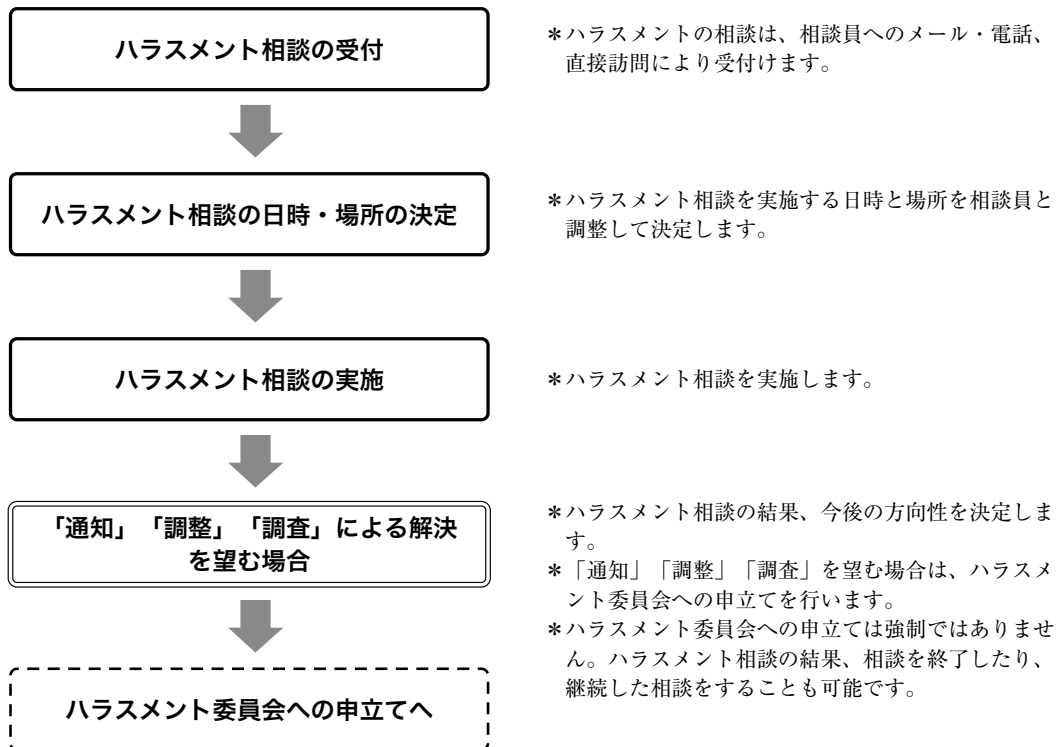 ハラスメント相談の受付
＊ハラスメントの相談は、相談員へのメール・電話、
直接訪問により受付けます。
ハラスメント相談の日時・場所の決定
＊ハラスメント相談を実施する日時と場所を相談員と
調整して決定します。
ハラスメント相談の実施
＊ハラスメント相談を実施します。
「通知」「調整」「調査」による解決
を望む場合
＊ハラスメント相談の結果、今後の方向性を決定しま
す。
＊「通知」「調整」「調査」を望む場合は、ハラスメ
ント委員会への申立てを行います。
＊ハラスメント委員会への申立ては強制ではありませ
ん。ハラスメント相談の結果、相談を終了したり、
継続した相談をすることも可能です。
ハラスメント委員会への申立てへ